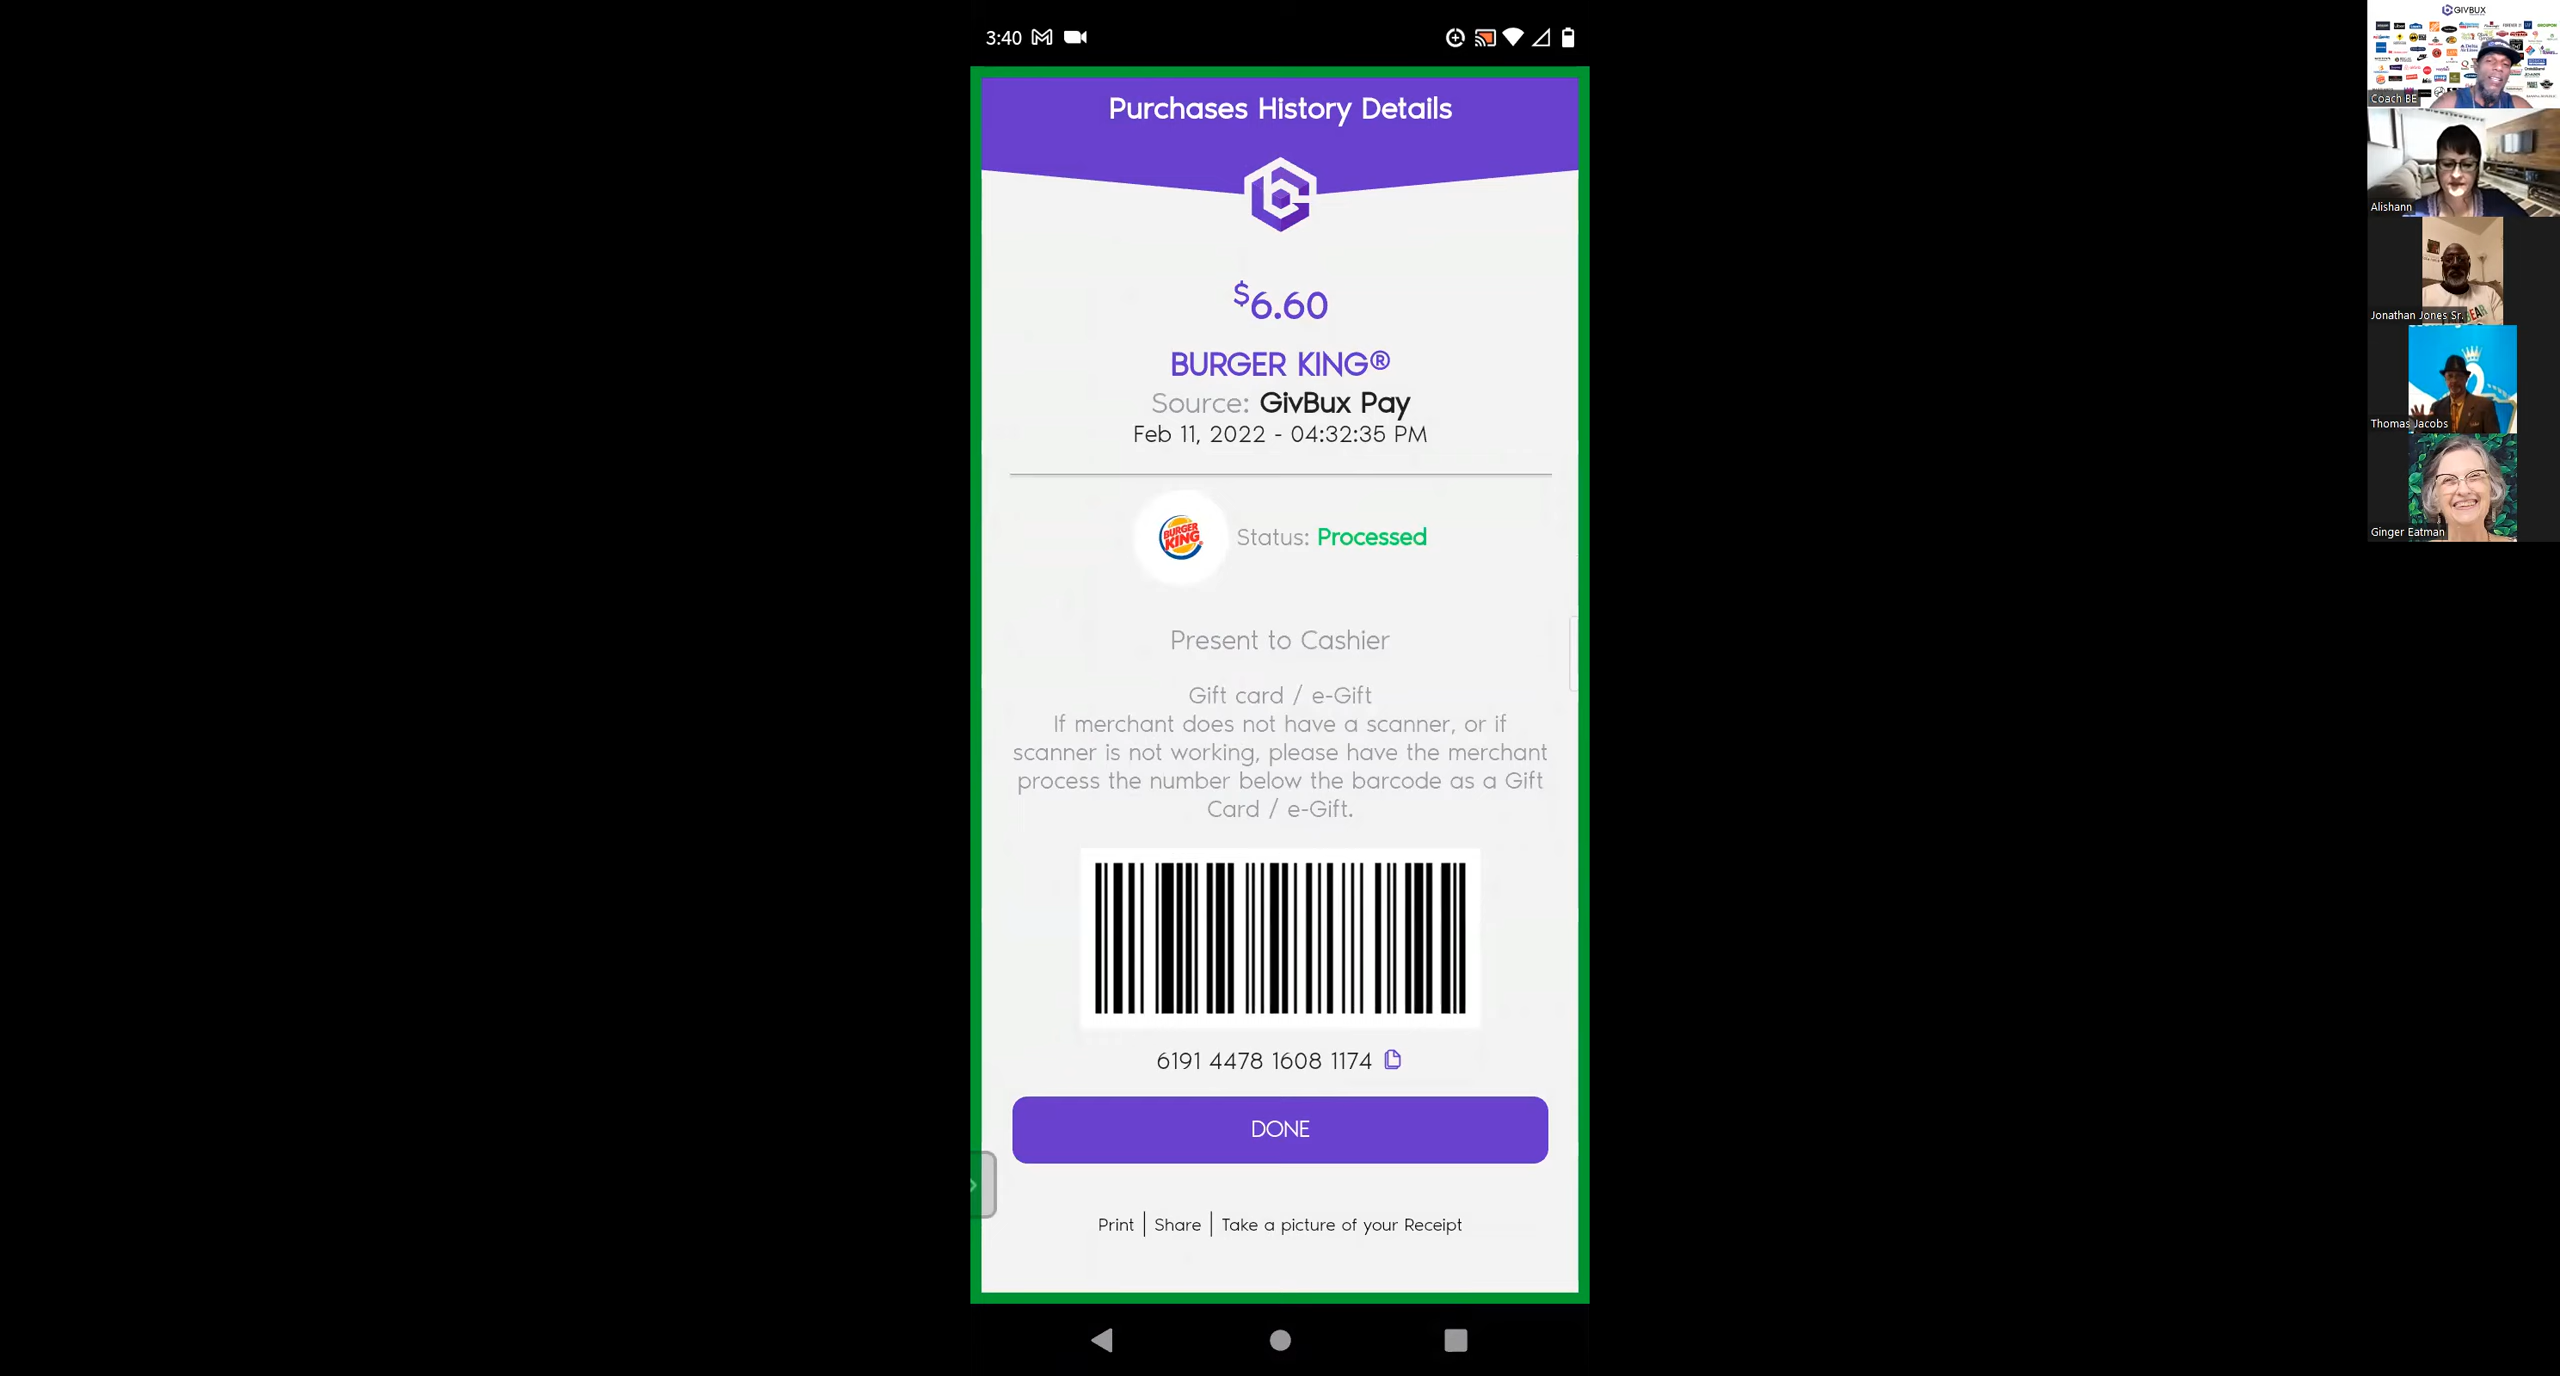 3:40
Purchases History Details
$6.60
BURGER KING®
Source: GivBux Pay
Feb 11, 2022 - 04:32:35 PM
BURGER KING
Status: Processed
Present to Cashier
Gift card / e-Gift
If merchant does not have a scanner, or if
scanner is not working, please have the merchant
process the number below the barcode as a Gift
Card / e-Gift.
6191 4478 1608 1174
DONE
Print | Share | Take a picture of your Receipt
GIVBUX
Coach BE
Alishann
Jonathan Jones Sr.
Thomas Jacobs
Ginger Eatman